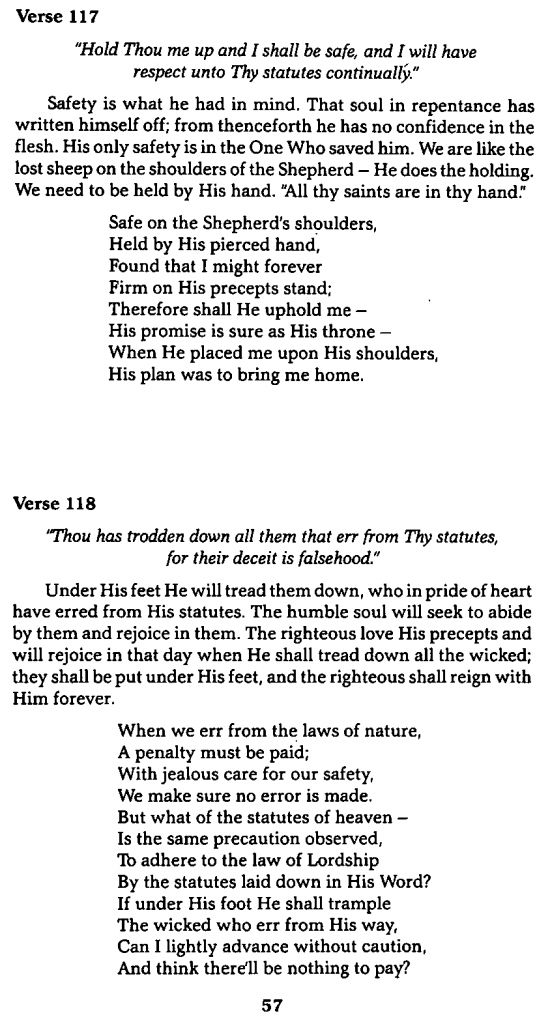 Verse 117
"Hold Thou me up and I shall be safe, and I will have
respect unto Thy statutes continually."
Safety is what he had in mind. That soul in repentance has
written himself off; from thenceforth he has no confidence in the
flesh. His only safety is in the One Who saved him. We are like the
lost sheep on the shoulders of the Shepherd – He does the holding.
We need to be held by His hand. "All thy saints are in thy hand."
Safe on the Shepherd's shoulders,
Held by His pierced hand,
Found that I might forever
Firm on His precepts stand;
Therefore shall He uphold me –
His promise is sure as His throne –
When He placed me upon His shoulders,
His plan was to bring me home.
Verse 118
"Thou has trodden down all them that err from Thy statutes,
for their deceit is falsehood."
Under His feet He will tread them down, who in pride of heart
have erred from His statutes. The humble soul will seek to abide
by them and rejoice in them. The righteous love His precepts and
will rejoice in that day when He shall tread down all the wicked;
they shall be put under His feet, and the righteous shall reign with
Him forever.
When we err from the laws of nature,
A penalty must be paid;
With jealous care for our safety,
We make sure no error is made.
But what of the statutes of heaven –
Is the same precaution observed,
To adhere to the law of Lordship
By the statutes laid down in His Word?
If under His foot He shall trample
The wicked who err from His way,
Can I lightly advance without caution,
And think there'll be nothing to pay?
57